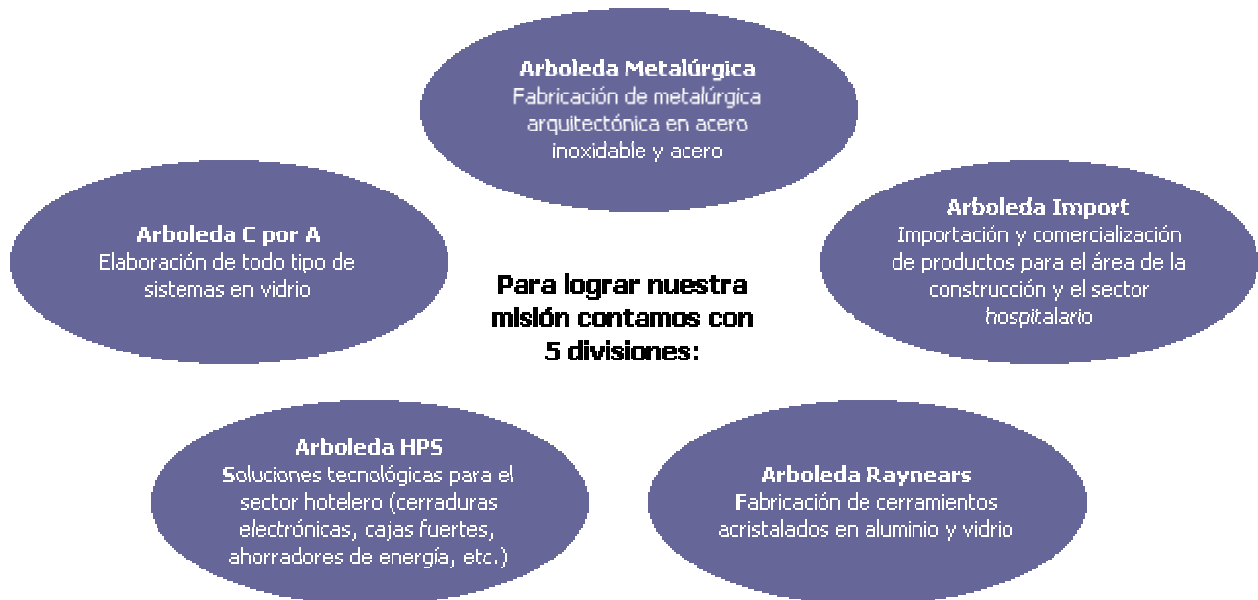 Arboleda Metalúrgica
Fabricación de metalúrgica
arquitectónica en acero
inoxidable y acero
Arboleda C por A
Elaboración de todo tipo de
sistemas en vidrio
Arboleda Import
Importación y comercialización
de productos para el área de la
construcción y el sector
hospitalario
Para lograr nuestra
misión contamos con
5 divisiones:
Arboleda HPS
Soluciones tecnológicas para el
sector hotelero (cerraduras
electrónicas, cajas fuertes,
ahorradores de energía, etc.)
Arboleda Raynears
Fabricación de cerramientos
acristalados en aluminio y vidrio